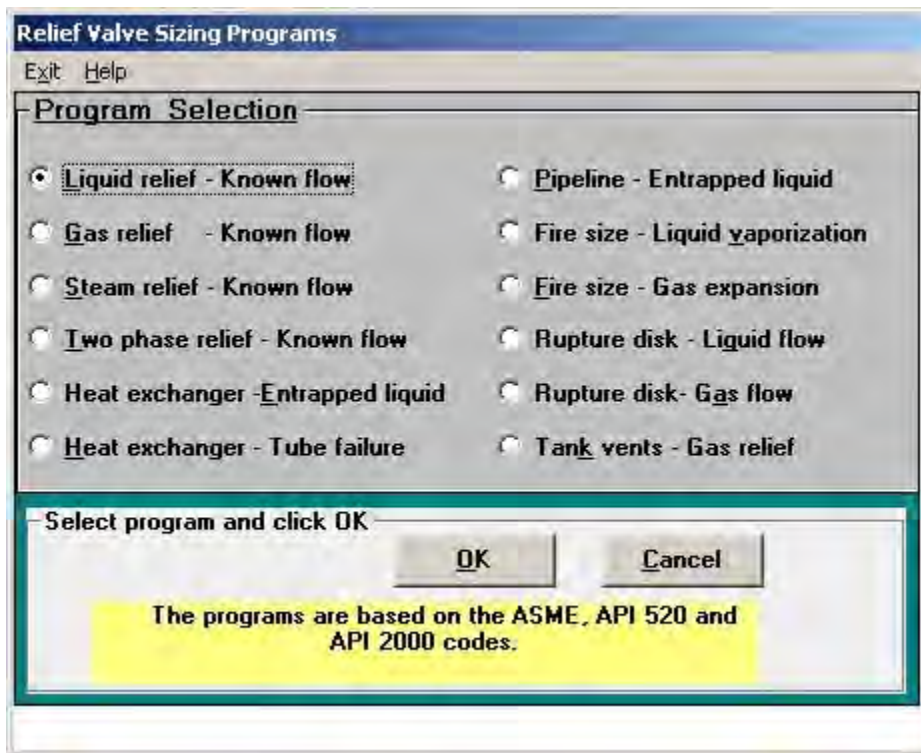 Relief Valve Sizing Programs
Exit Help
Program Selection
Liquid relief - Known flow
Gas relief - Known flow
Steam relief - Known flow
Two phase relief - Known flow
Heat exchanger -Entrapped liquid
Heat exchanger - Tube failure
Pipeline - Entrapped liquid
Fire size - Liquid vaporization
Fire size - Gas expansion
Rupture disk - Liquid flow
Rupture disk- Gas flow
Tank vents - Gas relief
Select program and click OK
OK
Cancel
The programs are based on the ASME, API 520 and
API 2000 codes.